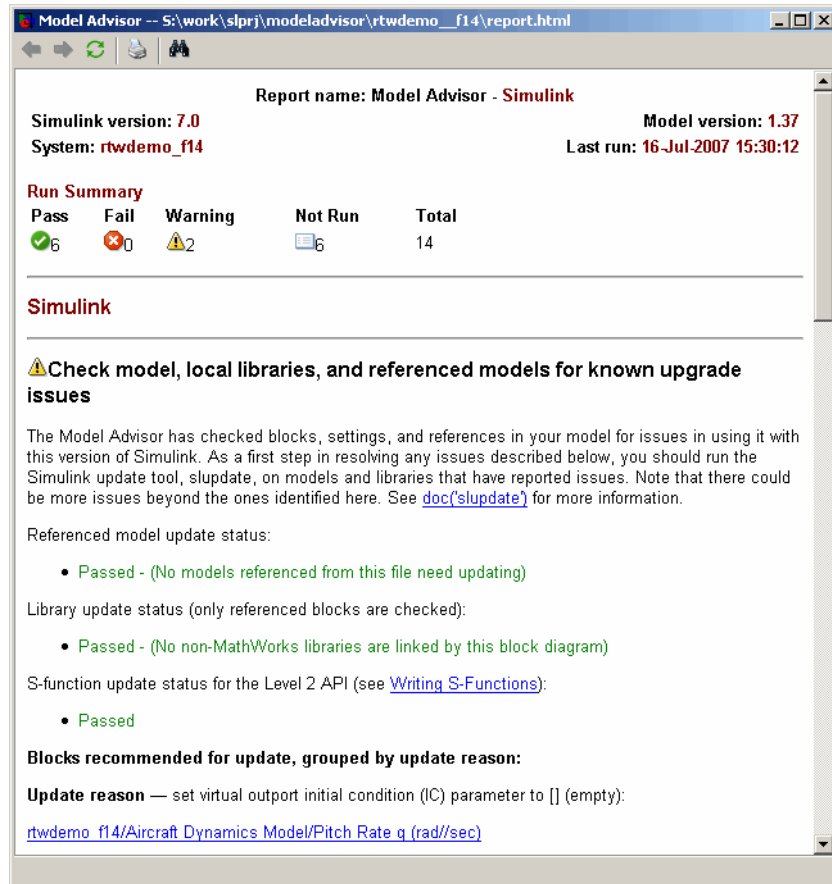 Model Advisor -- S:\work\slprj\modeladvisor\rtwdemo__f14\report.html
Report name: Model Advisor - Simulink
Simulink version: 7.0 Model version: 1.37
System: rtwdemo_f14 Last run: 16-Jul-2007 15:30:12
Run Summary
Pass Fail Warning Not Run Total
6 0 2 6 14
Simulink
Check model, local libraries, and referenced models for known upgrade
issues
The Model Advisor has checked blocks, settings, and references in your model for issues in using it with
this version of Simulink. As a first step in resolving any issues described below, you should run the
Simulink update tool, slupdate, on models and libraries that have reported issues. Note that there could
be more issues beyond the ones identified here. See doc('slupdate') for more information.
Referenced model update status:
• Passed - (No models referenced from this file need updating)
Library update status (only referenced blocks are checked):
• Passed - (No non-MathWorks libraries are linked by this block diagram)
S-function update status for the Level 2 API (see Writing S-Functions):
• Passed
Blocks recommended for update, grouped by update reason:
Update reason — set virtual outport initial condition (IC) parameter to [] (empty):
rtwdemo_f14/Aircraft Dynamics Model/Pitch Rate q (rad//sec)